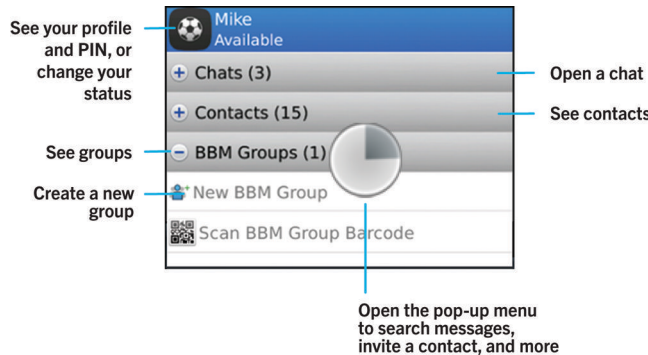 See your profile
and PIN, or
change your
status
Mike
Available
Chats (3)
Open a chat
Contacts (15)
See contacts
See groups
BBM Groups (1)
Create a new
group
New BBM Group
Scan BBM Group Barcode
Open the pop-up menu
to search messages,
invite a contact, and more